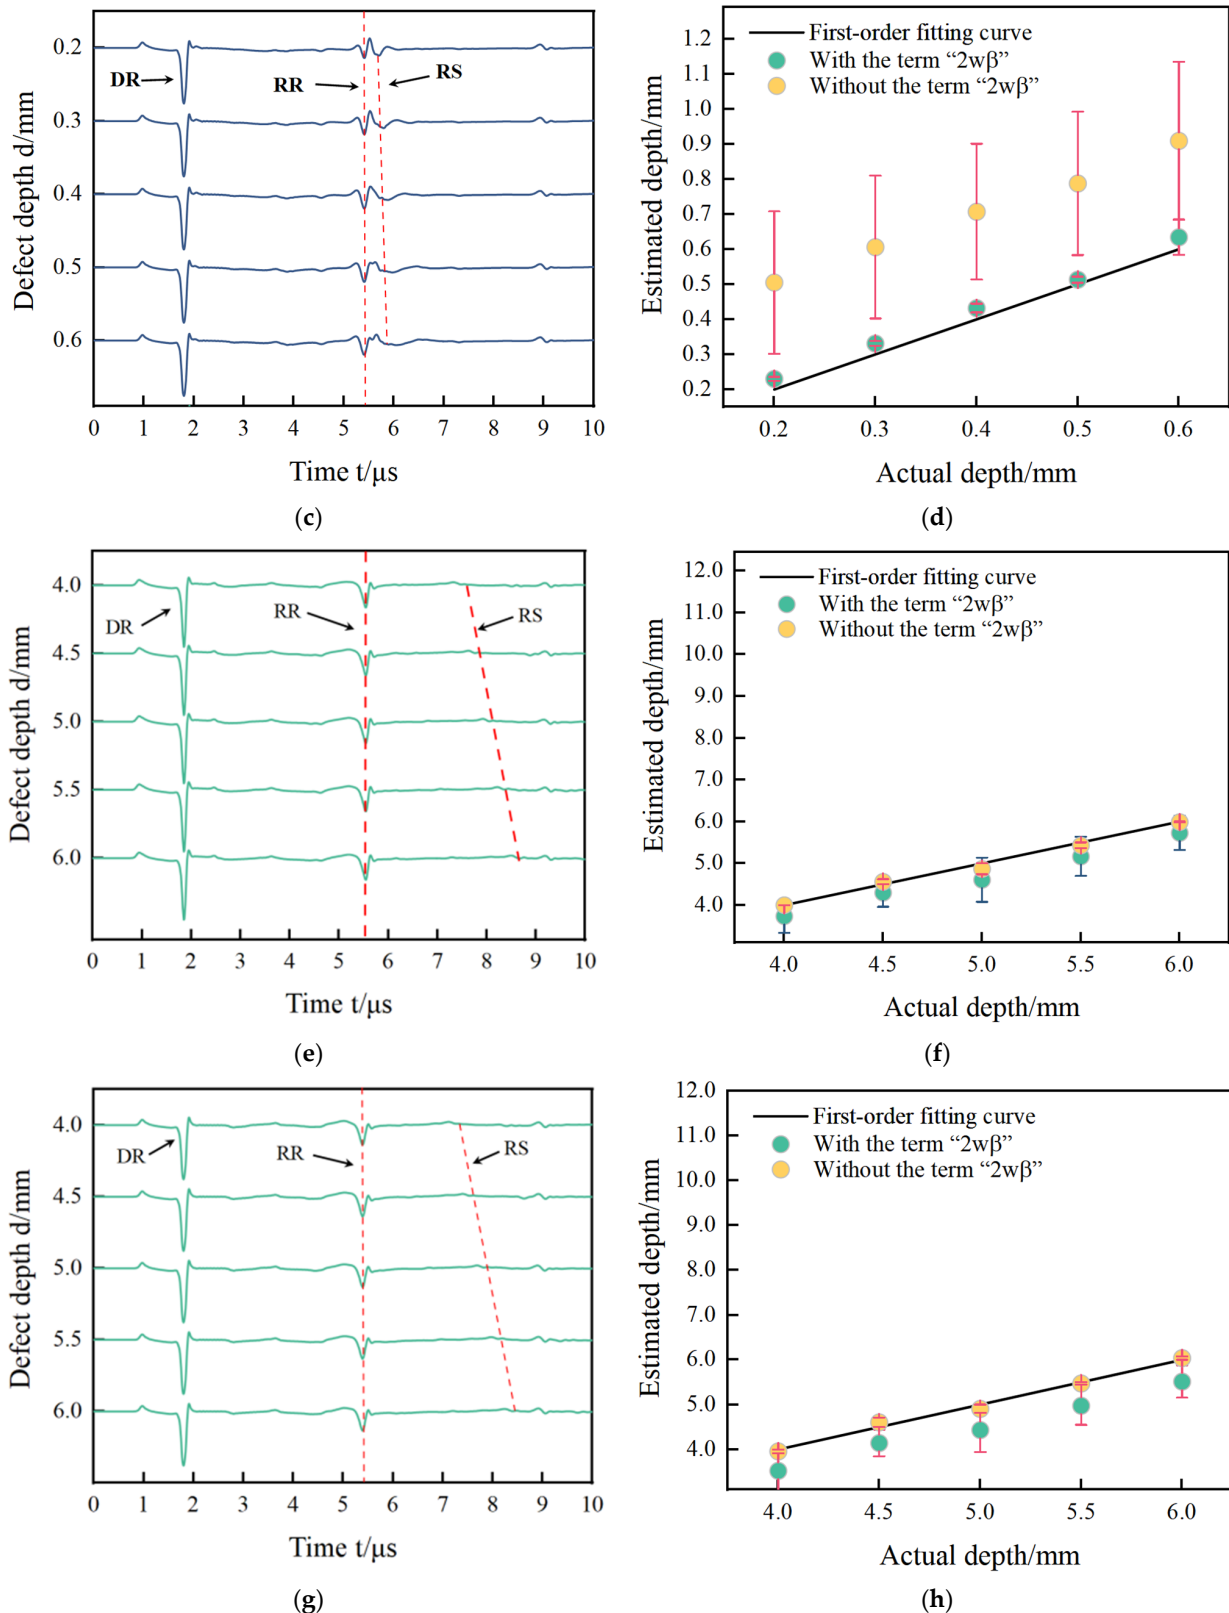 Defect depth d/mm
0.2
0.3
0.4
0.5
0.6
DR
RR
RS
0 1 2 3 4 5 6 7 8 9 10
Time t/μs
(c)
Estimated depth/mm
1.2
1.1
1.0
0.9
0.8
0.7
0.6
0.5
0.4
0.3
0.2
First-order fitting curve
With the term “2wβ”
Without the term “2wβ”
0.2 0.3 0.4 0.5 0.6
Actual depth/mm
(d)
Defect depth d/mm
4.0
4.5
5.0
5.5
6.0
DR
RR
RS
0 1 2 3 4 5 6 7 8 9 10
Time t/μs
(e)
Estimated depth/mm
12.0
11.0
10.0
9.0
8.0
7.0
6.0
5.0
4.0
First-order fitting curve
With the term “2wβ”
Without the term “2wβ”
4.0 4.5 5.0 5.5 6.0
Actual depth/mm
(f)
Defect depth d/mm
4.0
4.5
5.0
5.5
6.0
DR
RR
RS
0 1 2 3 4 5 6 7 8 9 10
Time t/μs
(g)
Estimated depth/mm
12.0
11.0
10.0
9.0
8.0
7.0
6.0
5.0
4.0
First-order fitting curve
With the term “2wβ”
Without the term “2wβ”
4.0 4.5 5.0 5.5 6.0
Actual depth/mm
(h)